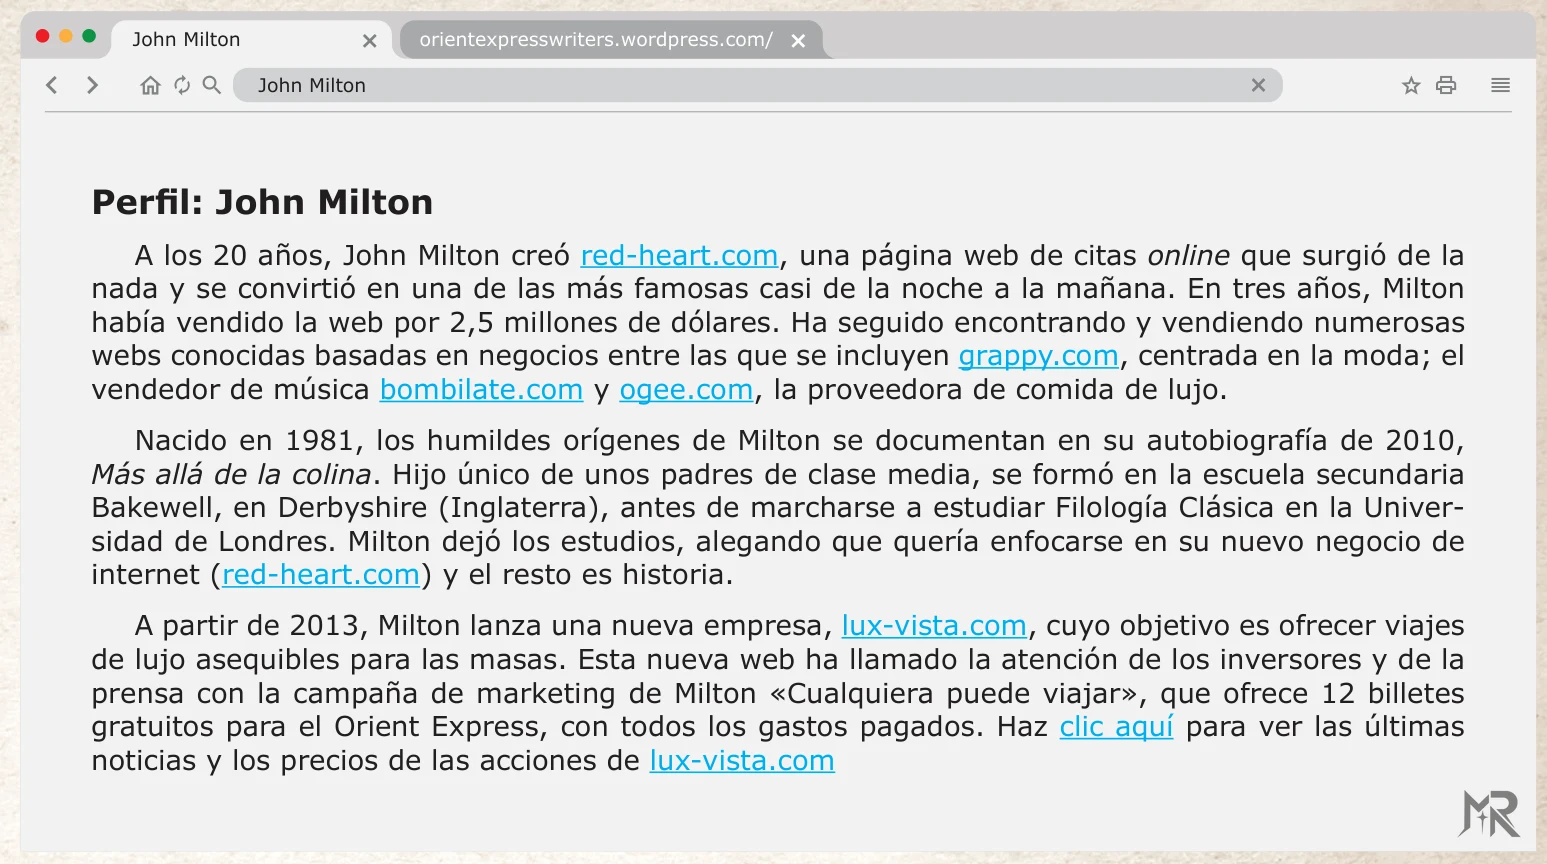 John Milton
orientexpresswriters.wordpress.com/
John Milton
Perfil: John Milton
A los 20 años, John Milton creó red-heart.com, una página web de citas online que surgió de la
nada y se convirtió en una de las más famosas casi de la noche a la mañana. En tres años, Milton
había vendido la web por 2,5 millones de dólares. Ha seguido encontrando y vendiendo numerosas
webs conocidas basadas en negocios entre las que se incluyen grappy.com, centrada en la moda; el
vendedor de música bombilate.com y ogee.com, la proveedora de comida de lujo.
Nacido en 1981, los humildes orígenes de Milton se documentan en su autobiografía de 2010,
Más allá de la colina. Hijo único de unos padres de clase media, se formó en la escuela secundaria
Bakewell, en Derbyshire (Inglaterra), antes de marcharse a estudiar Filología Clásica en la Univer-
sidad de Londres. Milton dejó los estudios, alegando que quería enfocarse en su nuevo negocio de
internet (red-heart.com) y el resto es historia.
A partir de 2013, Milton lanza una nueva empresa, lux-vista.com, cuyo objetivo es ofrecer viajes
de lujo asequibles para las masas. Esta nueva web ha llamado la atención de los inversores y de la
prensa con la campaña de marketing de Milton «Cualquiera puede viajar», que ofrece 12 billetes
gratuitos para el Orient Express, con todos los gastos pagados. Haz clic aquí para ver las últimas
noticias y los precios de las acciones de lux-vista.com
MR